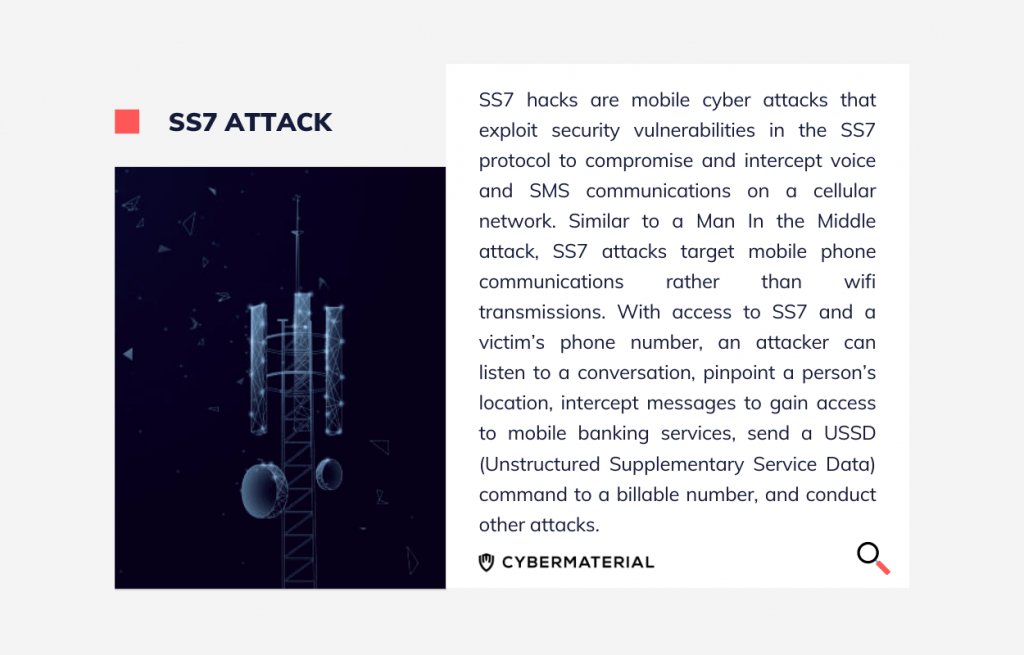 SS7 ATTACK
SS7 hacks are mobile cyber attacks that
exploit security vulnerabilities in the SS7
protocol to compromise and intercept voice
and SMS communications on a cellular
network. Similar to a Man In the Middle
attack, SS7 attacks target mobile phone
communications rather than wifi
transmissions. With access to SS7 and a
victim’s phone number, an attacker can
listen to a conversation, pinpoint a person’s
location, intercept messages to gain access
to mobile banking services, send a USSD
(Unstructured Supplementary Service Data)
command to a billable number, and conduct
other attacks.
CYBERMATERIAL